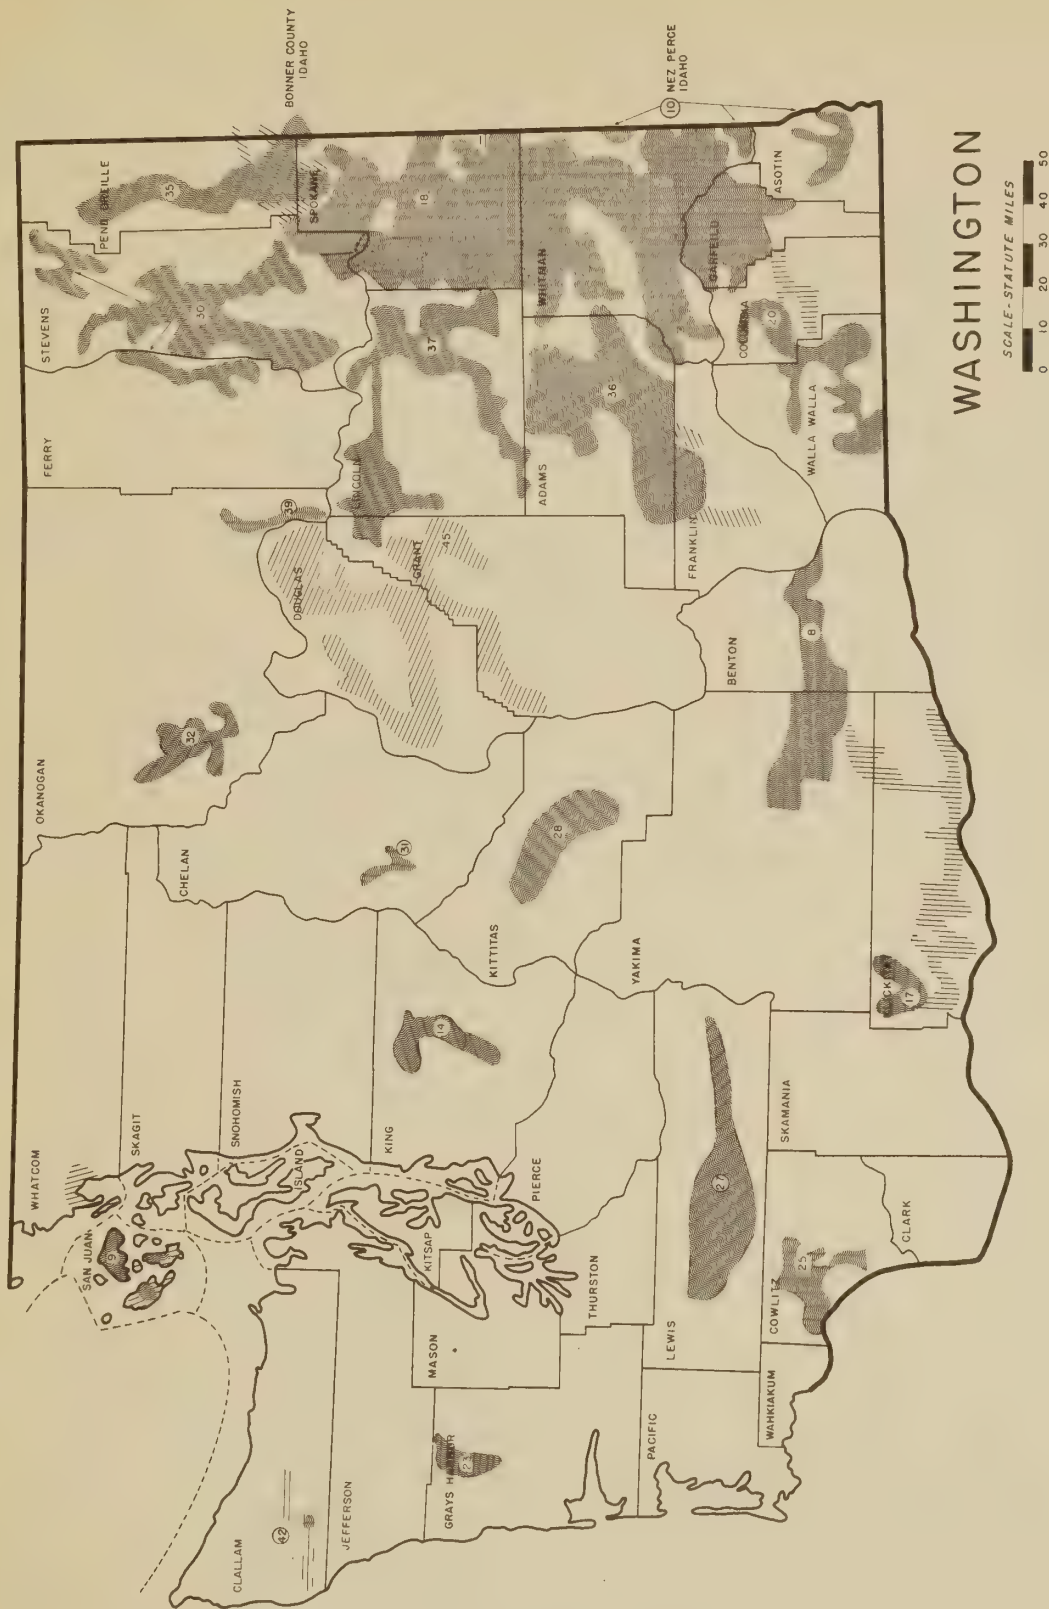 WHATCOM
OKANOGAN
FERRY
STEVENS
PEND OREILLE
35
SAN JUAN
9
SKAGIT
32
30
CHELAN
39
BONNER COUNTY
IDAHO
CLALLAM
42
SNOHOMISH
ISLAND
DOUGLAS
LINCOLN
SPOKANE
18
JEFFERSON
KING
31
14
GRANT
45
37
KITSAP
MASON
GRAYS HARBOR
23
KITTITAS
28
ADAMS
WHITMAN
36
PIERCE
THURSTON
YAKIMA
FRANKLIN
10 NEZ PERCE
IDAHO
PACIFIC
LEWIS
27
BENTON
8
GARFEILD
COLUMBIA
20
ASOTIN
WAHKIAKUM
COWLITZ
25
SKAMANIA
CLARK
KLICKITAT
17
WALLA WALLA
WASHINGTON
SCALE-STATUTE MILES
0 10 20 30 40 50